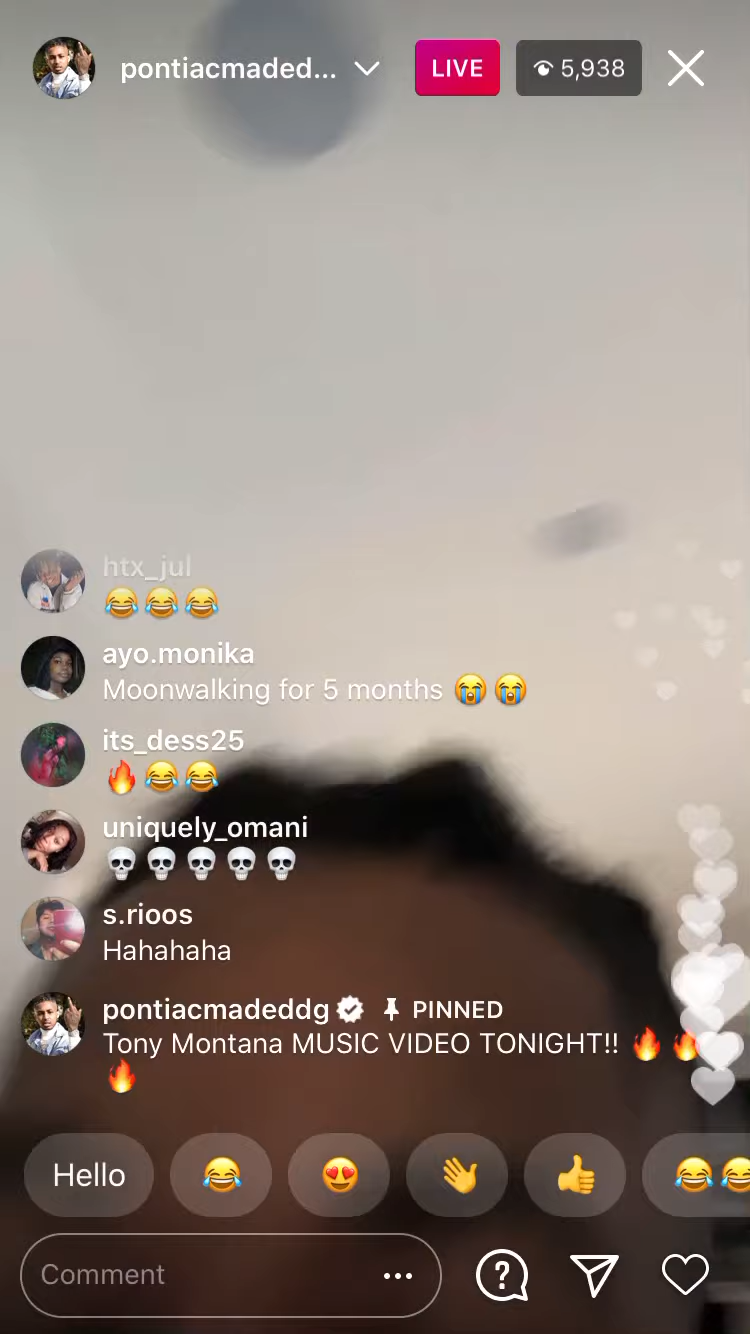 pontiacmaded... LIVE 5,938
htx_jul
😂😂😂
ayo.monika
Moonwalking for 5 months 😭😭
its_dess25
🔥😂😂
uniquely_omani
💀💀💀💀💀
s.rioos
Hahahaha
pontiacmadeddg PINNED
Tony Montana MUSIC VIDEO TONIGHT!! 🔥🔥
🔥
Hello 😂 😍 👋 👍 😂😂
Comment